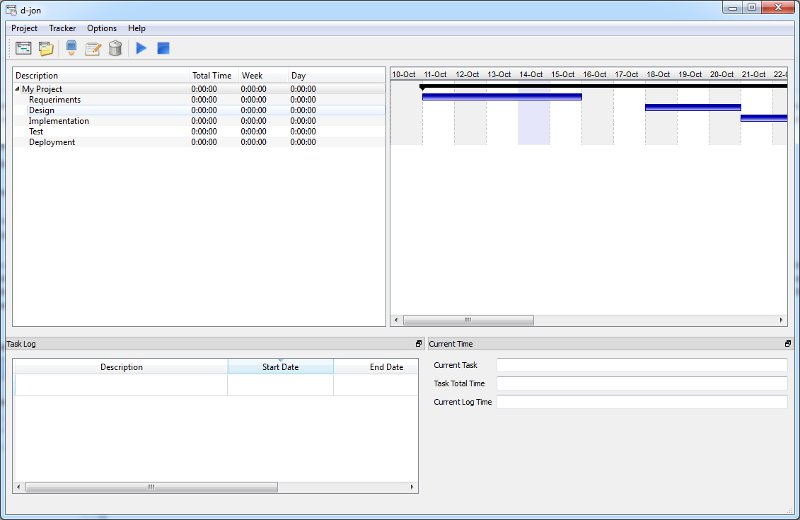 d-jon
Project Tracker Options Help
Description Total Time Week Day
My Project 0:00:00 0:00:00 0:00:00
Requeriments 0:00:00 0:00:00 0:00:00
Design 0:00:00 0:00:00 0:00:00
Implementation 0:00:00 0:00:00 0:00:00
Test 0:00:00 0:00:00 0:00:00
Deployment 0:00:00 0:00:00 0:00:00
10-Oct 11-Oct 12-Oct 13-Oct 14-Oct 15-Oct 16-Oct 17-Oct 18-Oct 19-Oct 20-Oct 21-Oct 22-
Task Log
Description Start Date End Date
Current Time
Current Task
Task Total Time
Current Log Time